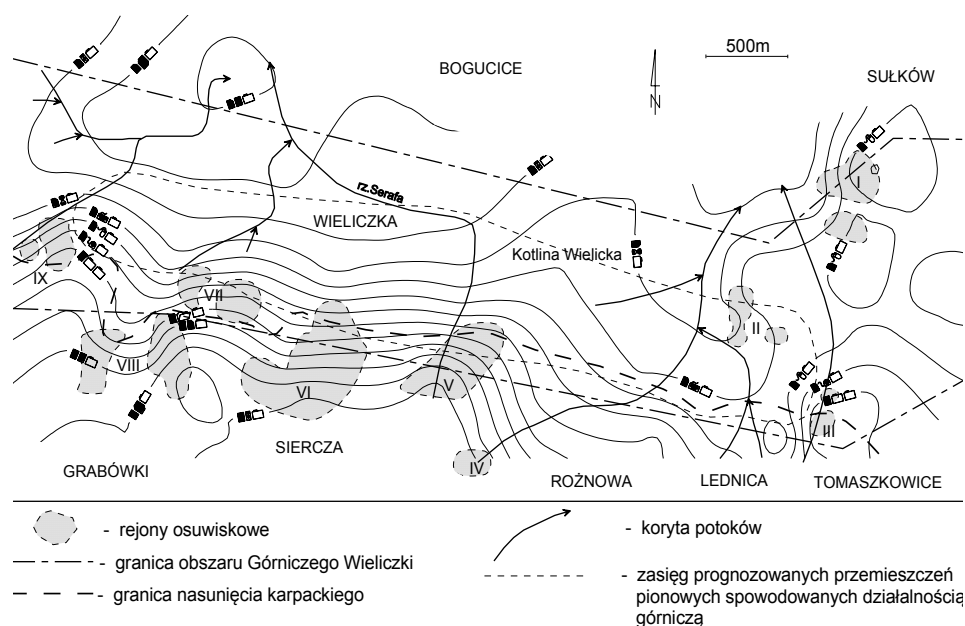 500m
BOGUCICE
SUŁKÓW
N
I
rz.Serafa
WIELICZKA
Kotlina Wielicka
IX
VII
II
VIII
VI
V
III
IV
SIERCZA
GRABÓWKI
ROŻNOWA
LEDNICA
TOMASZKOWICE
- rejony osuwiskowe
- koryta potoków
- granica obszaru Górniczego Wieliczki
- granica nasunięcia karpackiego
- zasięg prognozowanych przemieszczeń
pionowych spowodowanych działalnością
górniczą